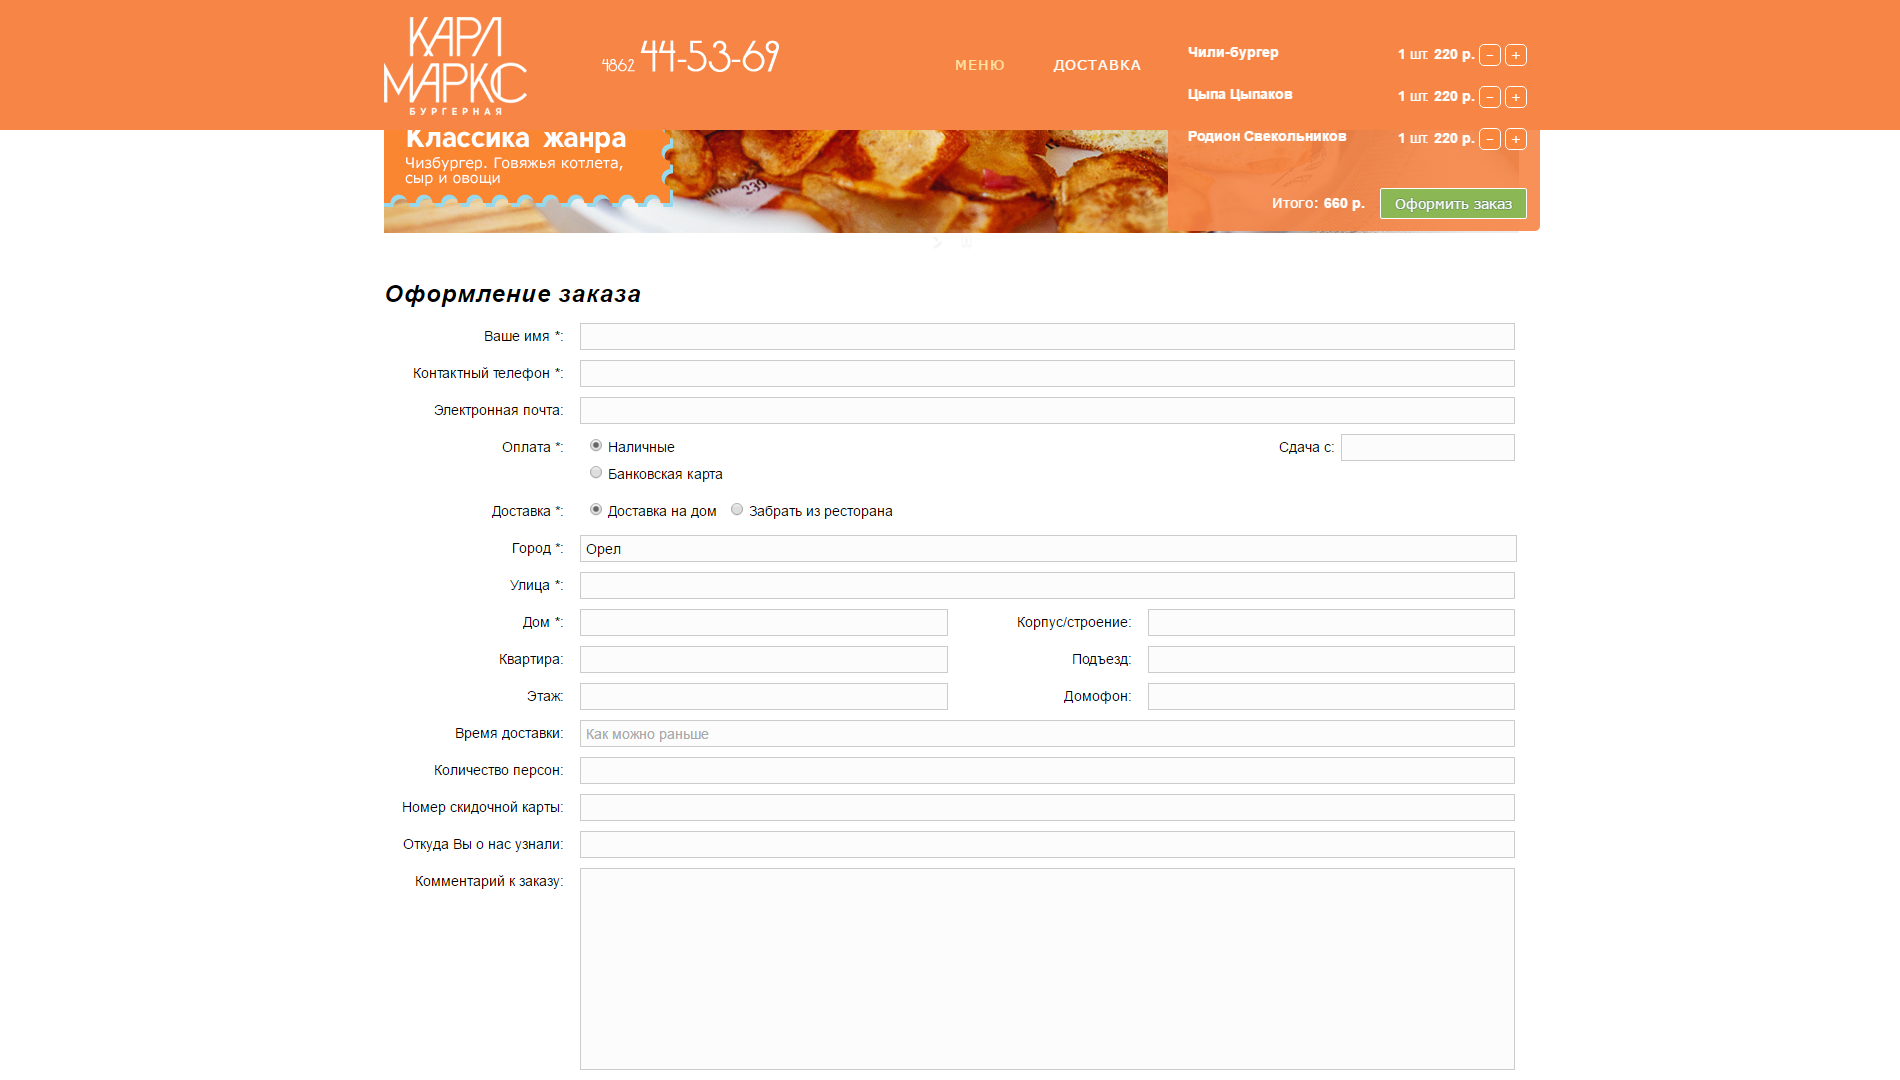 КАРЛ
МАРКС
БУРГЕРНАЯ
4862 44-53-69
МЕНЮ
ДОСТАВКА
Чили-бургер 1 шт. 220 р. − +
Цыпа Цыпаков 1 шт. 220 р. − +
Родион Свекольников 1 шт. 220 р. − +
Итого: 660 р. Оформить заказ
Классика жанра
Чизбургер. Говяжья котлета,
сыр и овощи
Оформление заказа
Ваше имя *:
Контактный телефон *:
Электронная почта:
Оплата *: Наличные Сдача с:
Банковская карта
Доставка *: Доставка на дом Забрать из ресторана
Город *: Орел
Улица *:
Дом *: Корпус/строение:
Квартира: Подъезд:
Этаж: Домофон:
Время доставки: Как можно раньше
Количество персон:
Номер скидочной карты:
Откуда Вы о нас узнали:
Комментарий к заказу: